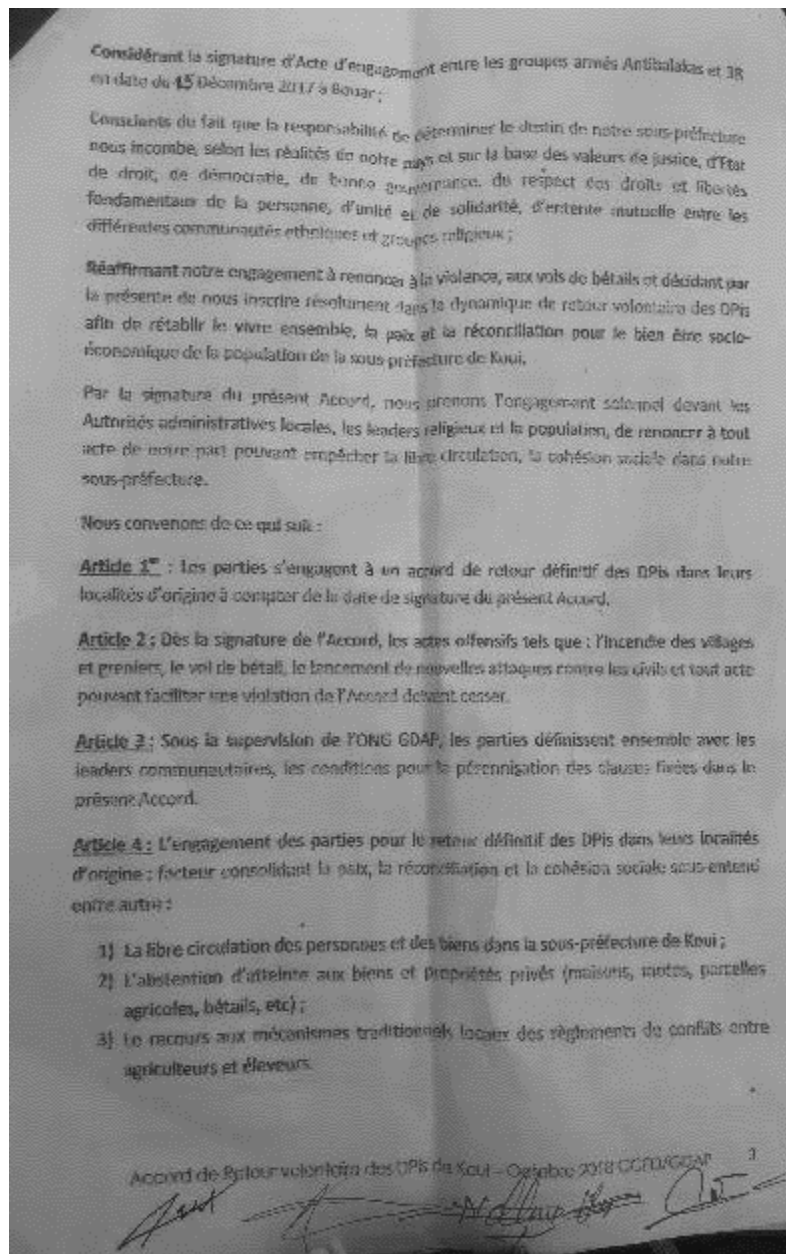 Considérant la signature d'Acte d'engagement entre les groupes armés Antibalakas et 3R
en date du 15 Décembre 2017 à Bouar ;
Conscients du fait que la responsabilité de déterminer le destin de notre sous-préfecture
nous incombe, selon les réalités de notre pays et sur la base des valeurs de justice, d'Etat
de droit, de démocratie, de bonne gouvernance, du respect des droits et libertés
fondamentaux de la personne, d'unité et de solidarité, d'entente mutuelle entre les
différentes communautés ethniques et groupes religieux ;
Réaffirmant notre engagement à renoncer à la violence, aux vols de bétails et décidant par
la présente de nous inscrire résolument dans la dynamique de retour volontaire des DPIs
afin de rétablir le vivre ensemble, la paix et la réconciliation pour le bien être socio-
économique de la population de la sous préfecture de Koui,
Par la signature du présent Accord, nous prenons l'engagement solennel devant les
Autorités administratives locales, les leaders religieux et la population, de renoncer à tout
acte de notre part pouvant empêcher la libre circulation, la cohésion sociale dans notre
sous-préfecture.
Nous convenons de ce qui suit :
Article 1er : Les parties s'engagent à un accord de retour définitif des DPIs dans leurs
localités d'origine à compter de la date de signature du présent Accord.
Article 2 : Dès la signature de l'Accord, les actes offensifs tels que : l'incendie des villages
et greniers, le vol de bétail, le lancement de nouvelles attaques contre les civils et tout acte
pouvant faciliter une violation de l'Accord doivent cesser.
Article 3 : Sous la supervision de l'ONG GDAP, les parties définissent ensemble avec les
leaders communautaires, les conditions pour la pérennisation des clauses fixées dans le
présent Accord.
Article 4 : L'engagement des parties pour le retour définitif des DPIs dans leurs localités
d'origine ; facteur consolidant la paix, la réconciliation et la cohésion sociale sous-entend
entre autre :
1) La libre circulation des personnes et des biens dans la sous-préfecture de Koui ;
2) L'abstention d'atteinte aux biens et propriétés privés (maisons, motos, parcelles
agricoles, bétails, etc) ;
3) Le recours aux mécanismes traditionnels locaux des règlements de conflits entre
agriculteurs et éleveurs.
Accord de Retour volontaire des DPIs de Koui – Octobre 2018 /GDAP 3